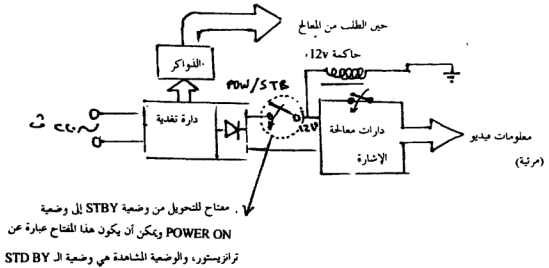 حين الطلب من المعالج
حاكمة 12v.
الذواكر.
POW/STB
دارة تغذية
12V
دارات معالجة
الإشارة
معلومات فيديو
(مرئية)
. مفتاح للتحويل من وضعية STBY إلى وضعية
POWER ON ويمكن أن يكون هذا المفتاح عبارة عن
ترانزيستور، والوضعية المشاهدة هي وضعية الـ STD BY